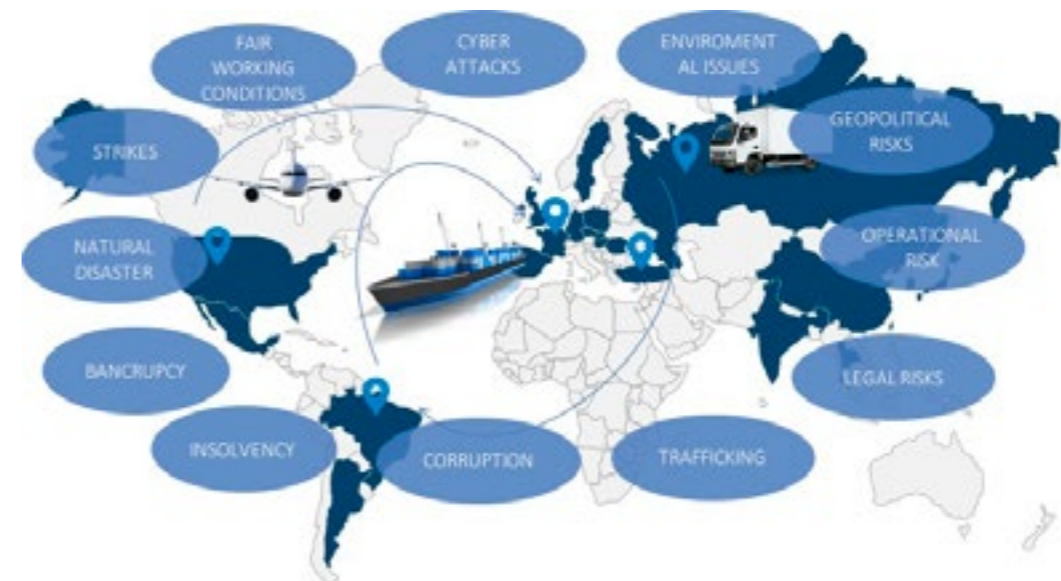 FAIR
WORKING
CONDITIONS
CYBER
ATTACKS
ENVIROMENT
AL ISSUES
STRIKES
GEOPOLITICAL
RISKS
NATURAL
DISASTER
OPERATIONAL
RISK
BANCRUPCY
LEGAL RISKS
INSOLVENCY
CORRUPTION
TRAFFICKING